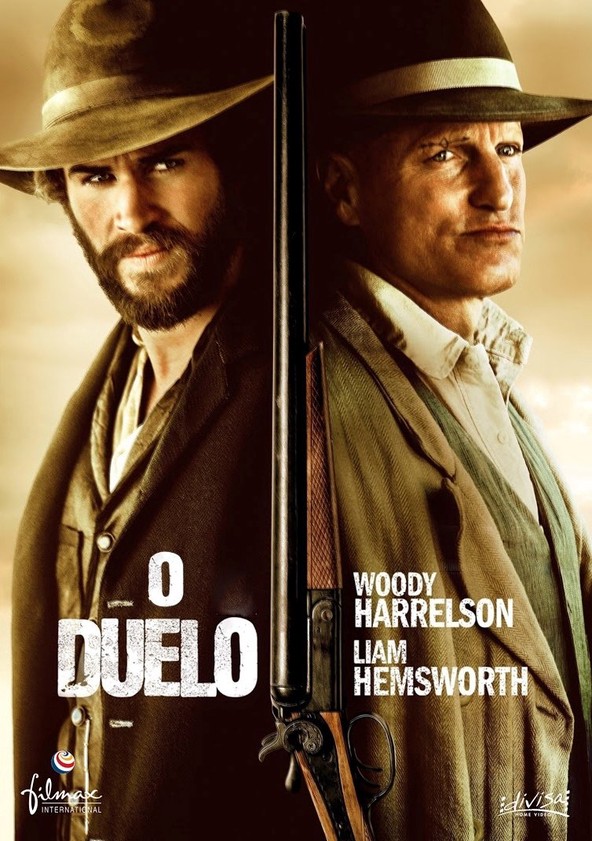 O
DUELO
WOODY
HARRELSON
LIAM
HEMSWORTH
filmax
INTERNATIONAL
divisa
HOME VIDEO